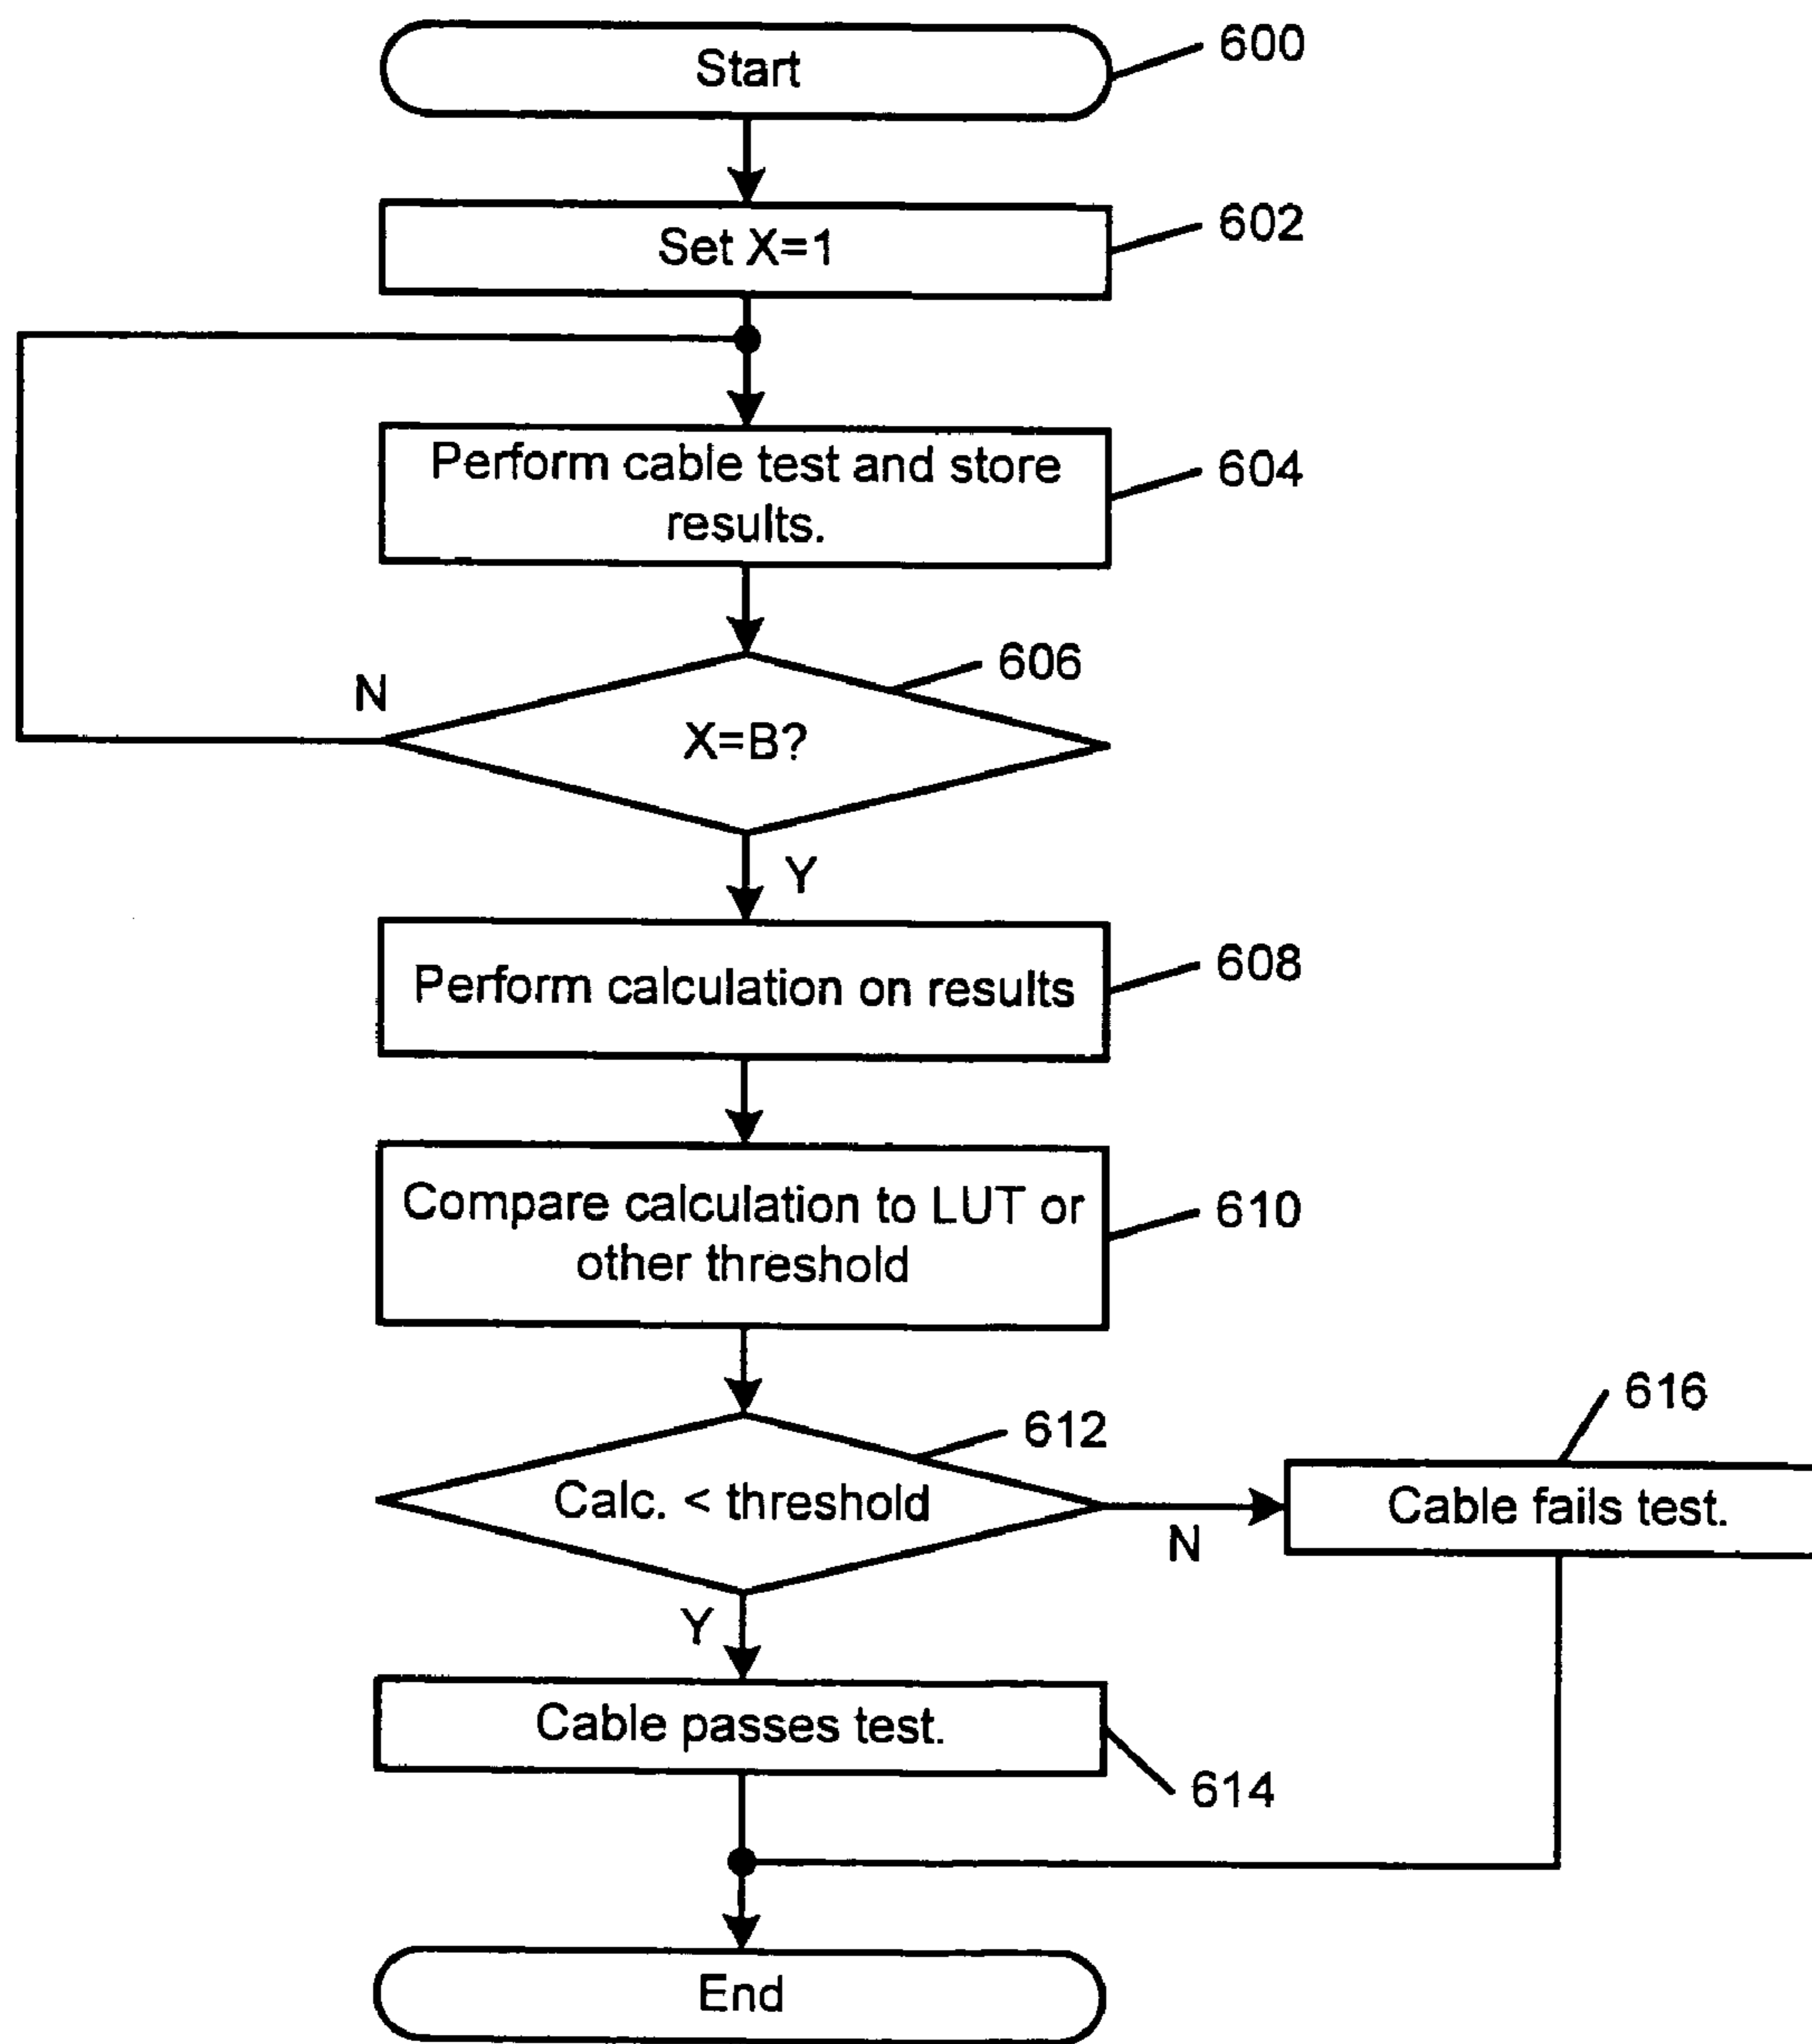 Start
600
Set X=1
602
Perform cable test and store
results.
604
606
N
X=B?
Y
Perform calculation on results
608
Compare calculation to LUT or
other threshold
610
612
616
Calc. < threshold
N
Cable fails test.
Y
Cable passes test.
614
End